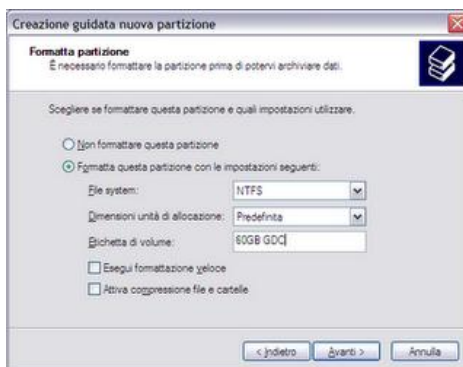 Creazione guidata nuova partizione
Formatta partizione
È necessario formattare la partizione prima di potervi archiviare dati.
Scegliere se formattare questa partizione e quali impostazioni utilizzare.
Non formattare questa partizione
Formatta questa partizione con le impostazioni seguenti:
File system: NTFS
Dimensioni unità di allocazione: Predefinita
Etichetta di volume: 60GB GDC
Esegui formattazione veloce
Attiva compressione file e cartelle
< Indietro Avanti > Annulla